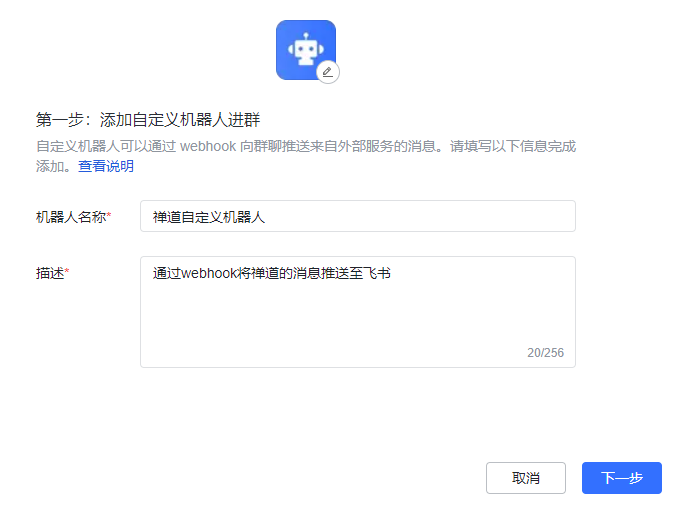 第一步：添加自定义机器人进群
自定义机器人可以通过 webhook 向群聊推送来自外部服务的消息。请填写以下信息完成
添加。查看说明
机器人名称* 禅道自定义机器人
描述* 通过webhook将禅道的消息推送至飞书
20/256
取消 下一步